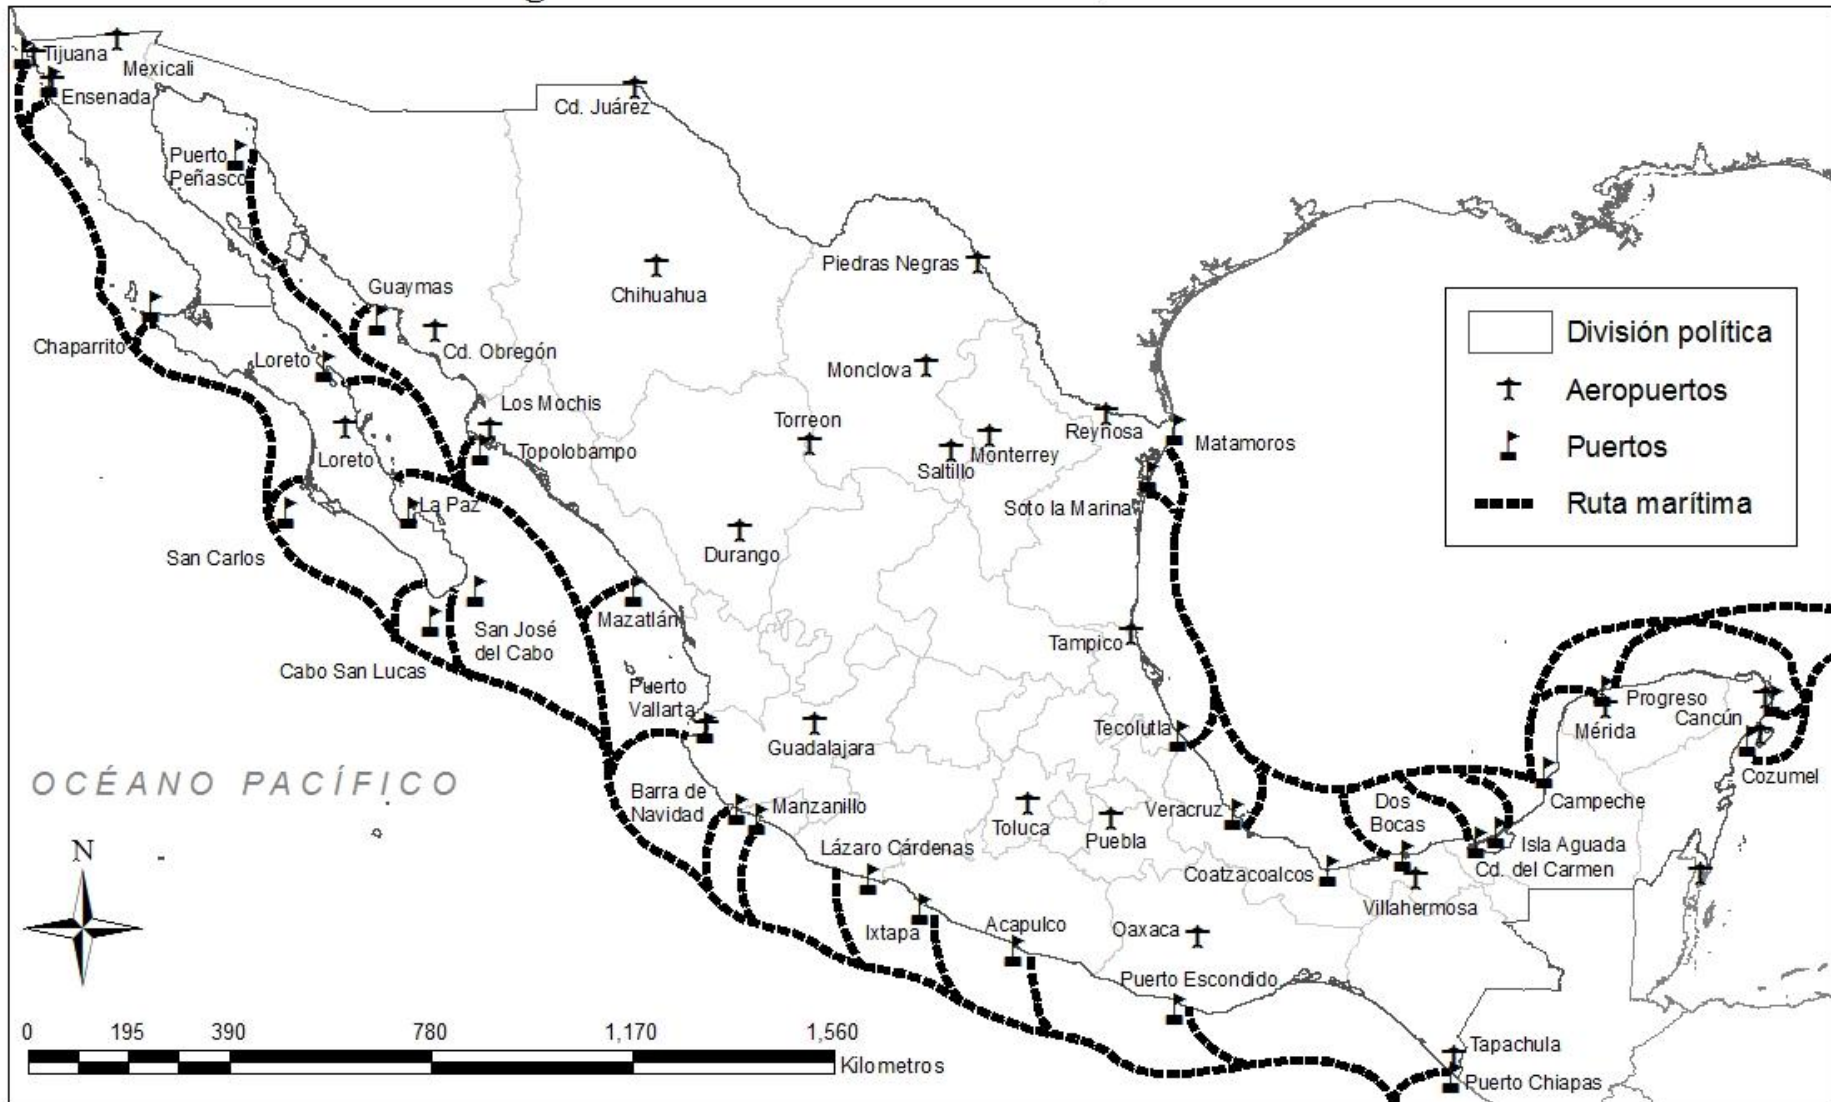 Tijuana
Mexicali
Ensenada
Cd. Juárez
Puerto
Peñasco
Piedras Negras
Chihuahua
Guaymas
Chaparrito
Loreto
Cd. Obregón
Monclova
Los Mochis
Torreon
Reynosa
Matamoros
Loreto
Topolobampo
Saltillo
Monterrey
La Paz
Soto la Marina
Durango
San Carlos
Mazatlán
San José
del Cabo
Tampico
Cabo San Lucas
Puerto
Vallarta
Guadalajara
Tecolutla
Progreso
Mérida
Cancún
Cozumel
OCÉANO PACÍFICO
Barra de
Navidad
Manzanillo
Toluca
Puebla
Veracruz
Dos
Bocas
Campeche
Lázaro Cárdenas
Isla Aguada
Coatzacoalcos
Cd. del Carmen
Villahermosa
Ixtapa
Acapulco
Oaxaca
Puerto Escondido
Tapachula
Puerto Chiapas
División política
Aeropuertos
Puertos
Ruta marítima
N
0 195 390 780 1,170 1,560
Kilometros